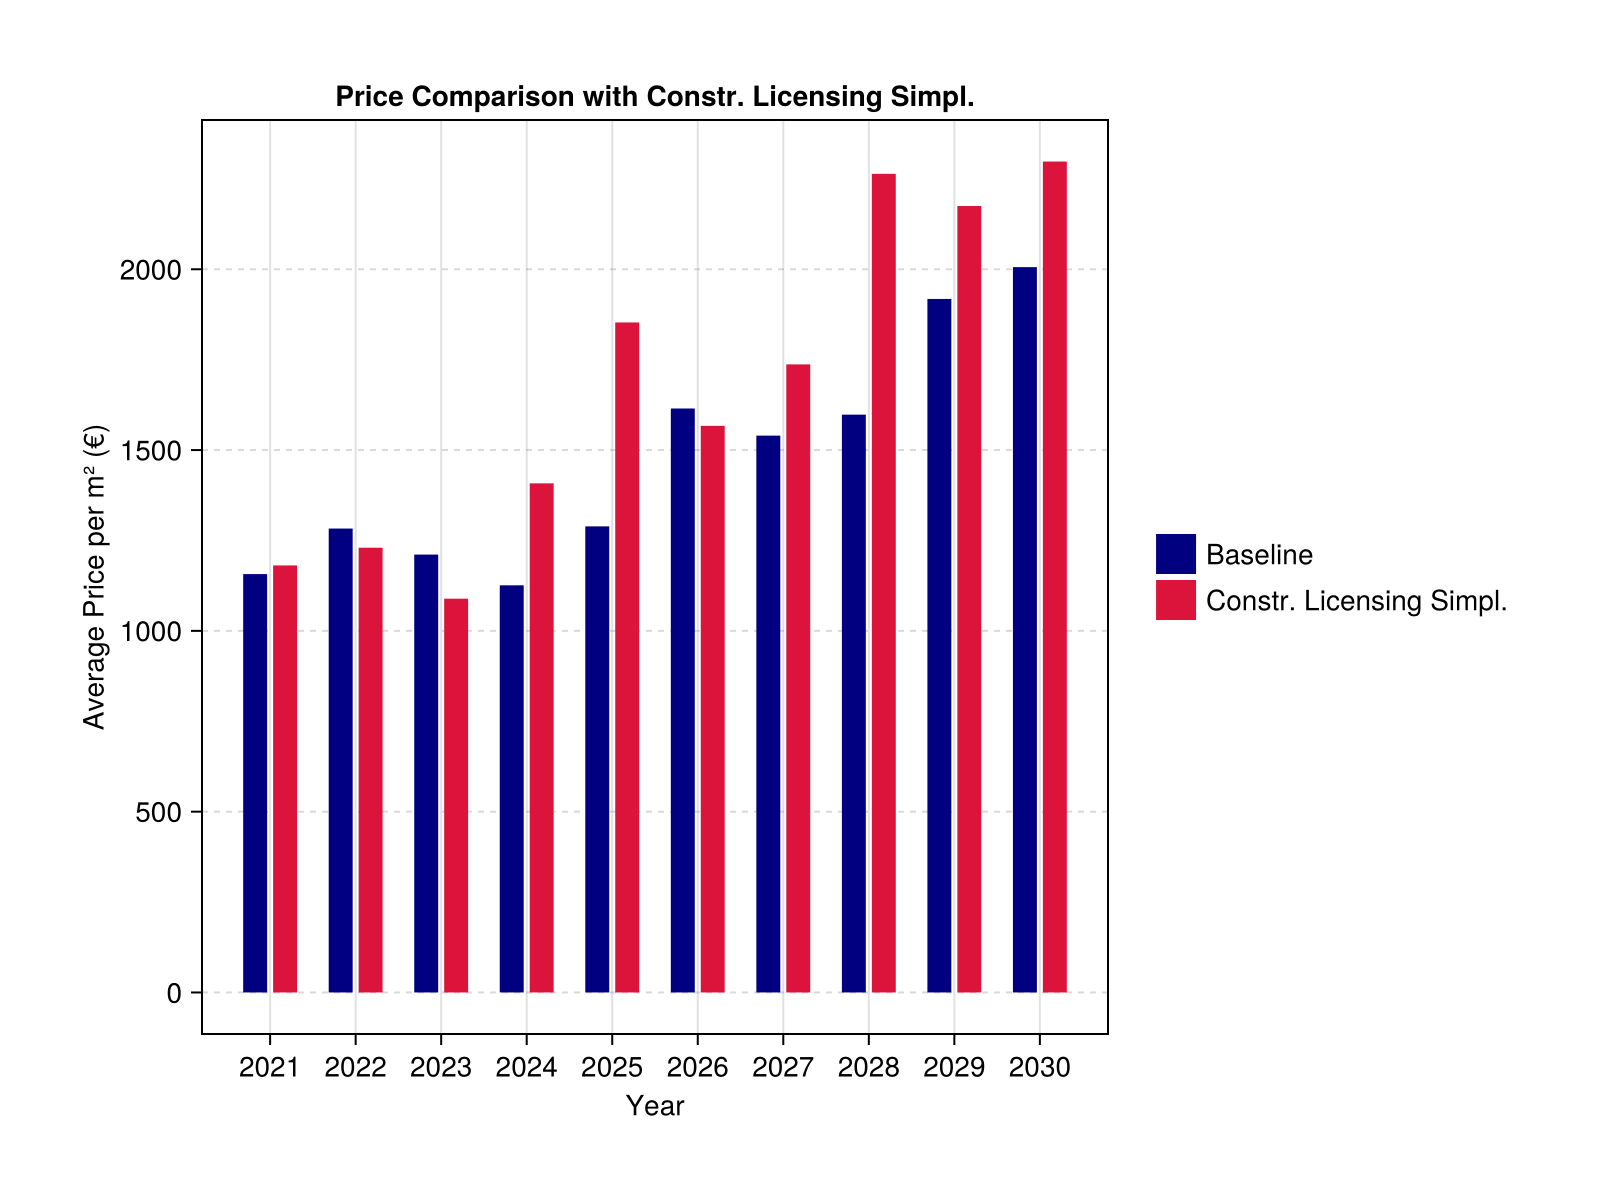 Price Comparison with Constr. Licensing Simpl.
Average Price per m² (€)
2000
1500
1000
500
0
2021 2022 2023 2024 2025 2026 2027 2028 2029 2030
Year
Baseline
Constr. Licensing Simpl.